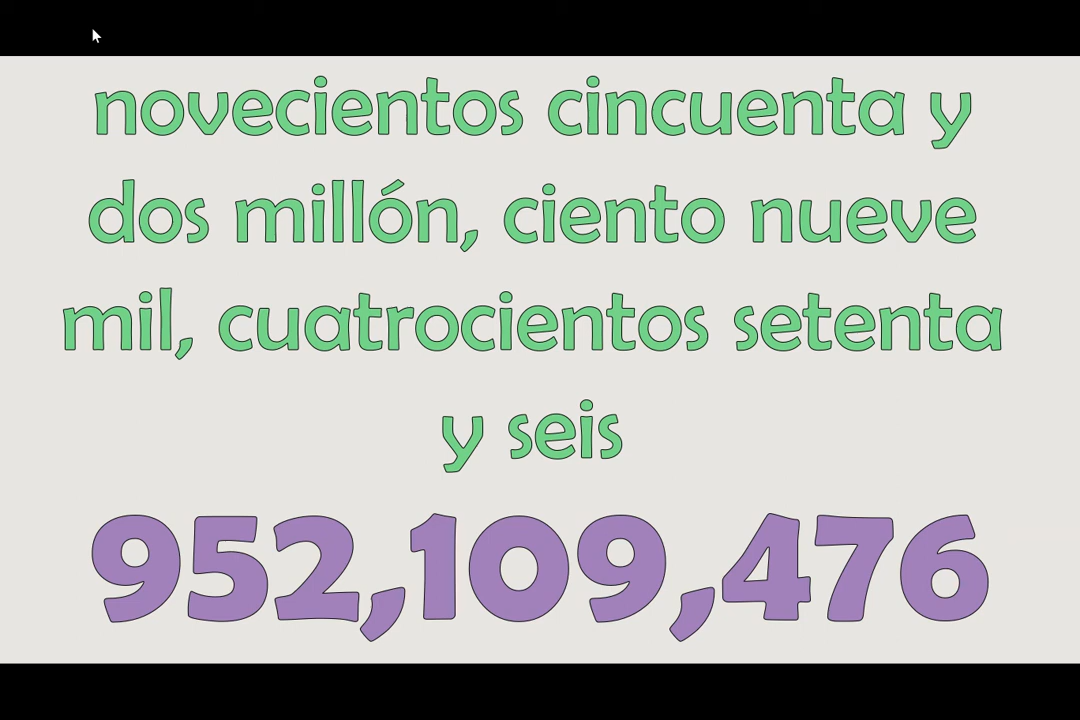 novecientos cincuenta y
dos millón, ciento nueve
mil, cuatrocientos setenta
y seis
952,109,476